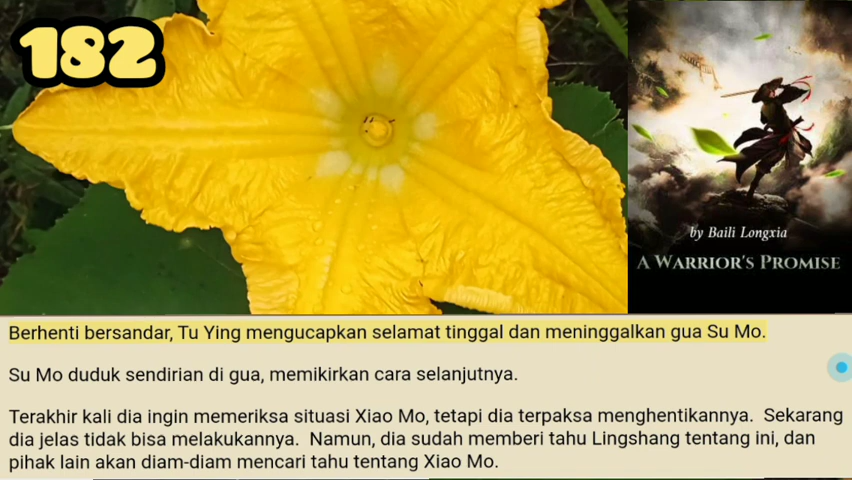 182
by Baili Longxia
A WARRIOR'S PROMISE
Berhenti bersandar, Tu Ying mengucapkan selamat tinggal dan meninggalkan gua Su Mo.
Su Mo duduk sendirian di gua, memikirkan cara selanjutnya.
Terakhir kali dia ingin memeriksa situasi Xiao Mo, tetapi dia terpaksa menghentikannya. Sekarang
dia jelas tidak bisa melakukannya. Namun, dia sudah memberi tahu Lingshang tentang ini, dan
pihak lain akan diam-diam mencari tahu tentang Xiao Mo.